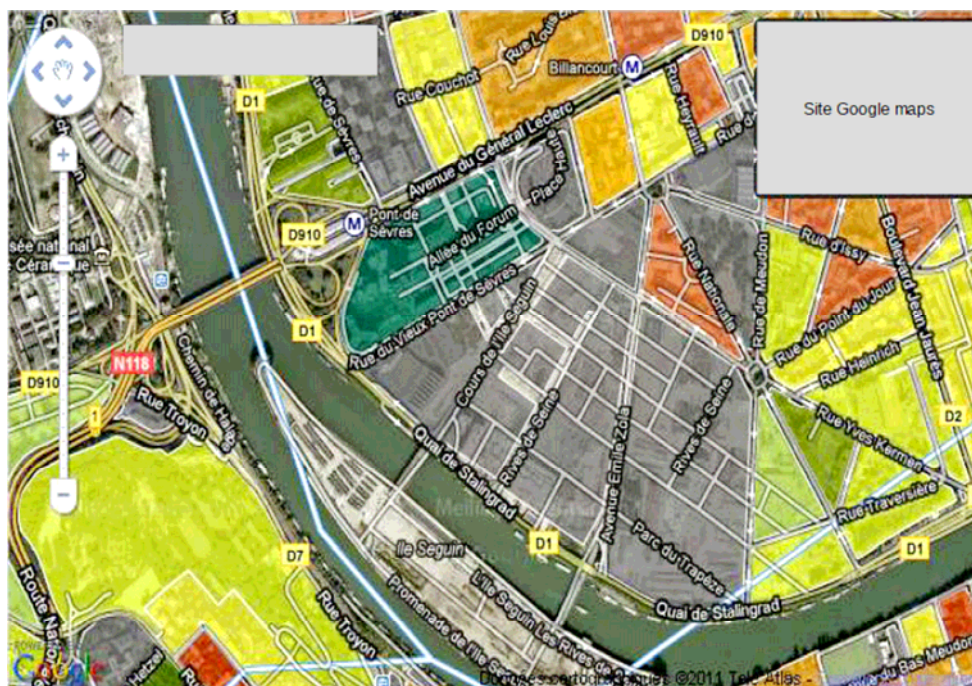 D910
Rue Louis
Billancourt
M
Rue Couchot
Site Google maps
D1
Rue de Sèvres
Avenue du Général Leclerc
Rue Heyrault
Place Haute
M
Pont de
Sèvres
D910
Allée du Forum
Rue d'Issy
Boulevard Jean Jaurès
Rue Nationale
Rue de Meudon
D1
Rue du Vieux Pont de Sèvres
Cours de l'Ile Seguin
Rue du Point du Jour
N118
Chemin de Halage
Rue Heinrich
D910
1
Rue Troyon
Rives de Seine
Avenue Emile Zola
Rives de Seine
Rue Yves Kermen
D2
Quai de Stalingrad
Rue Traversière
Ile Seguin
D1
Parc du Trapèze
D1
D7
Rue Troyon
Promenade de l'Ile
L'Ile Seguin Les Rives de
Quai de Stalingrad
Route
Google
du Bas Meudon
Données cartographiques ©2011 Tele Atlas -